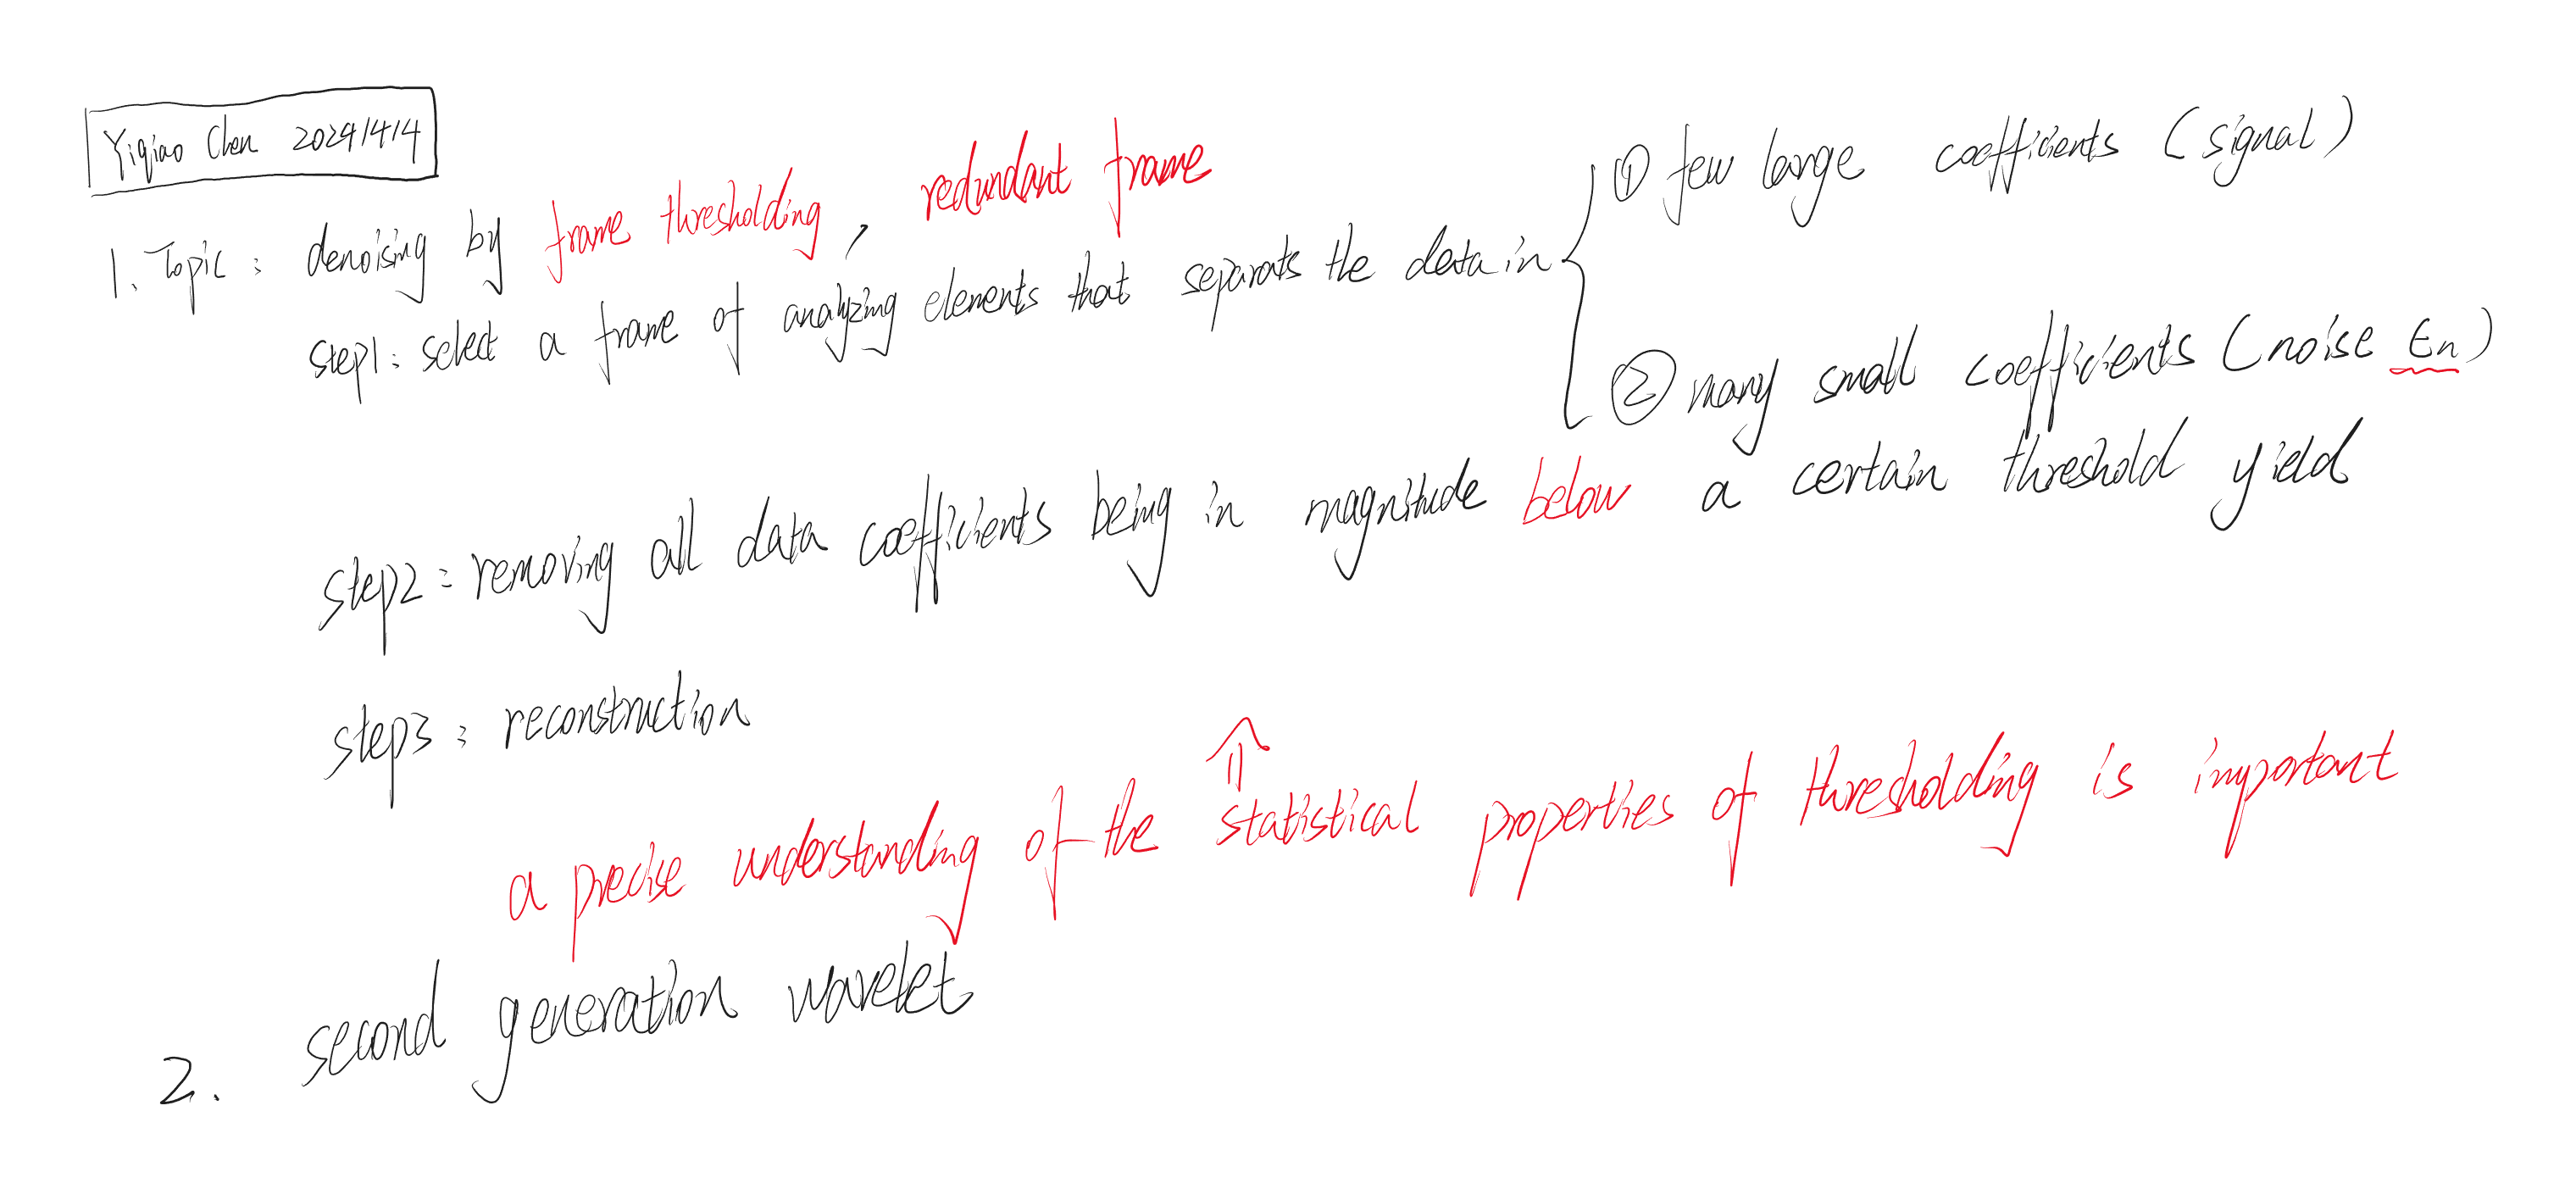 Yiqiao Chen 2024/4/4
1. Topic: denoising by frame thresholding, redundant frame
step1: select a frame of analyzing elements that separats the data in
① few large coefficients (signal)
② many small coefficients (noise ϵn)
step2: removing all data coefficients being in magnitude below a certain threshold yield
step3: reconstruction
⇑
a precise understanding of the statistical properties of thresholding is important
2. second generation wavelet